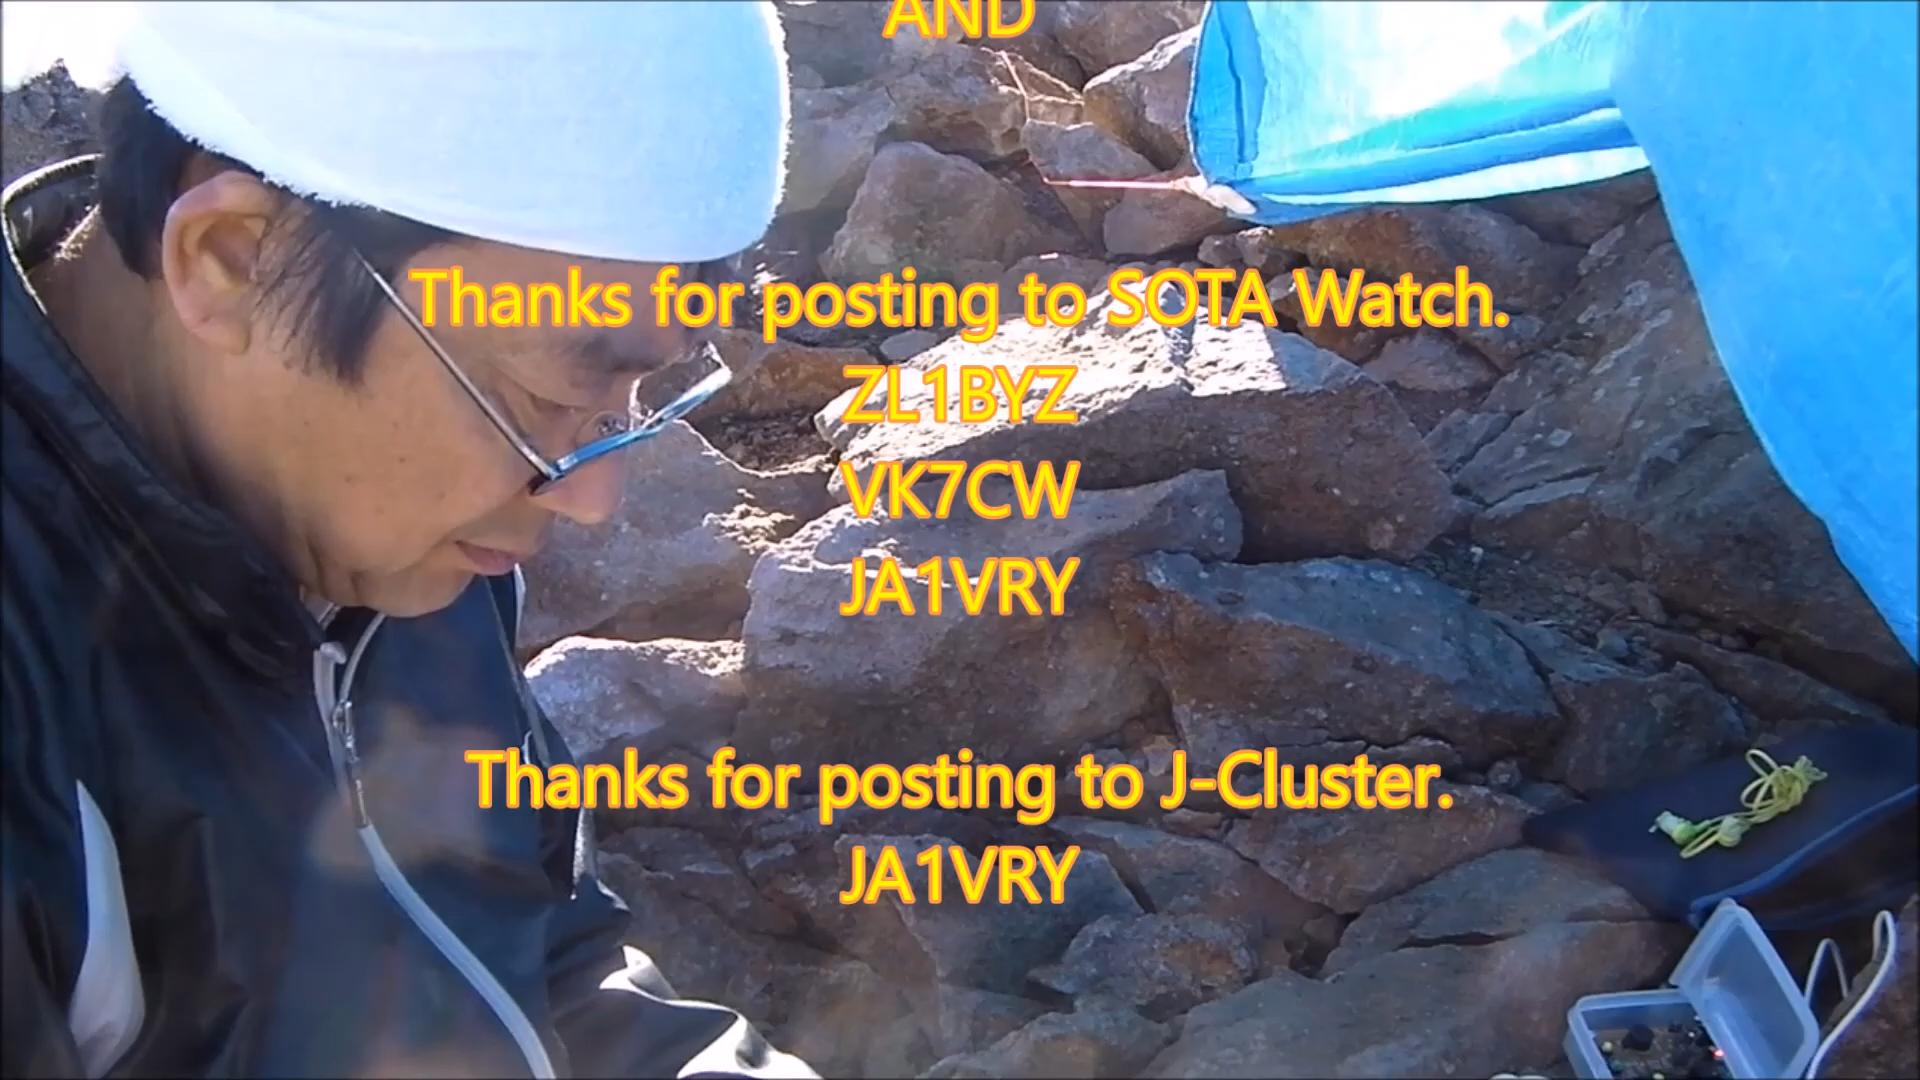 AND
Thanks for posting to SOTA Watch.
ZL1BYZ
VK7CW
JA1VRY
Thanks for posting to J-Cluster.
JA1VRY